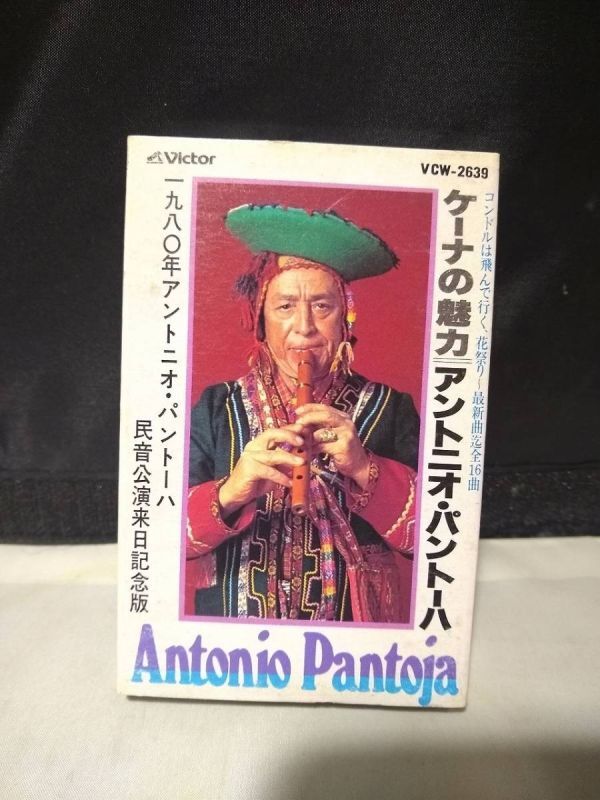 Victor
VCW-2639
コンドルは飛んで行く、花祭り~最新曲迄全16曲
ケーナの魅力=アントニオ・パントーハ
一九八〇年アントニオ・パントーハ
民音公演来日記念版
Antonio Pantoja